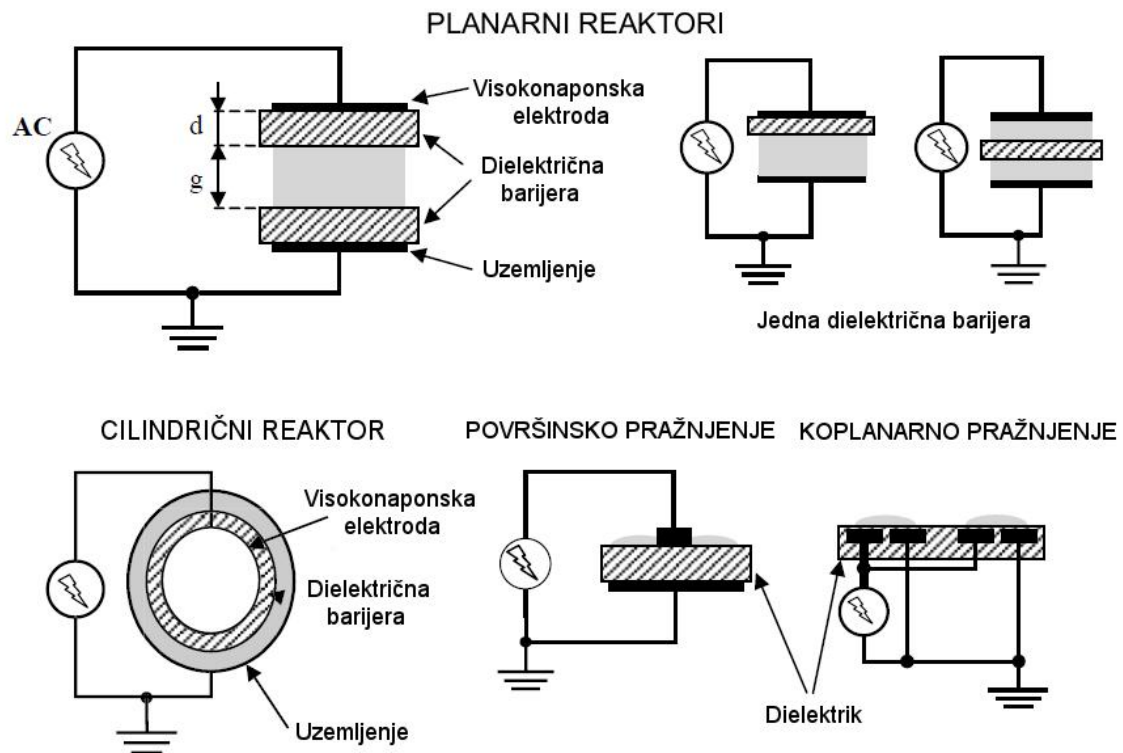 PLANARNI REAKTORI
AC
d
g
Visokonaponska
elektroda
Dielektrična
barijera
Uzemljenje
Jedna dielektrična barijera
CILINDRIČNI REAKTOR
Visokonaponska
elektroda
Dielektrična
barijera
Uzemljenje
POVRŠINSKO PRAŽNJENJE
KOPLANARNO PRAŽNJENJE
Dielektrik